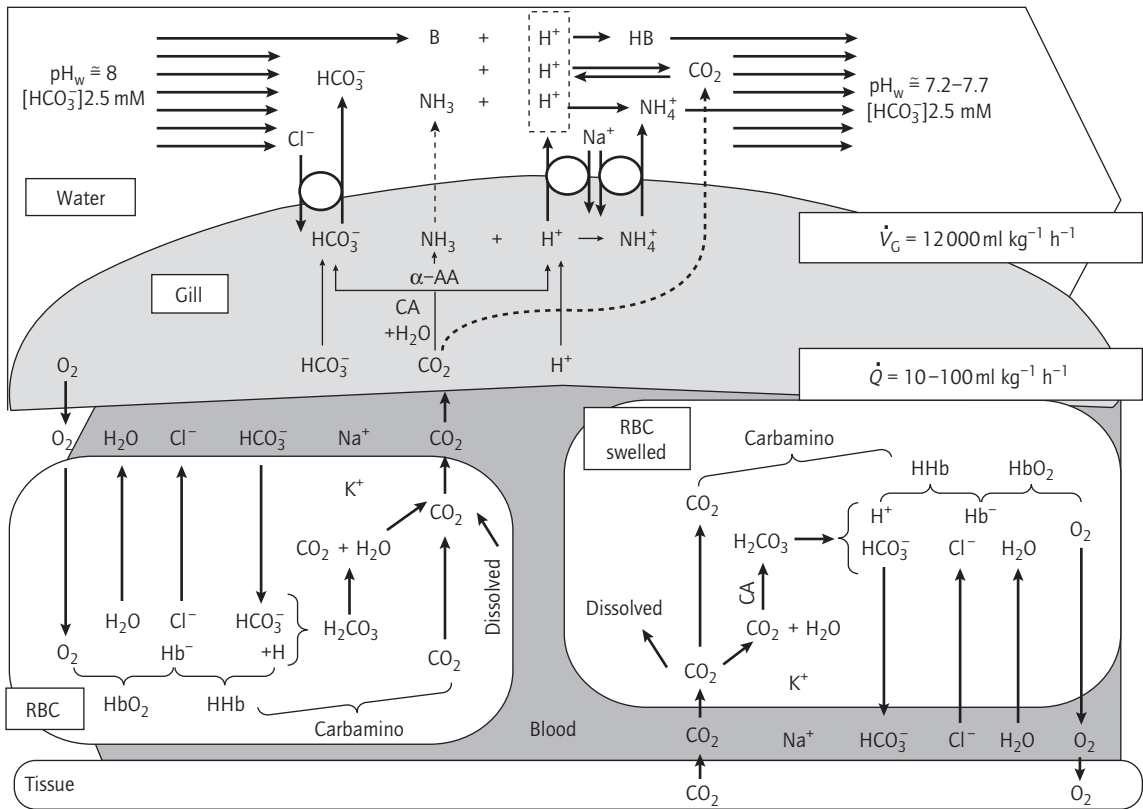 B + H⁺ HB
pH_w ≅ 8
[HCO₃⁻]2.5 mM
HCO₃⁻ + H⁺ CO₂
NH₃ + H⁺ NH₄⁺
pH_w ≅ 7.2–7.7
[HCO₃⁻]2.5 mM
Cl⁻ Na⁺
Water
HCO₃⁻ NH₃ + H⁺ NH₄⁺
V̇_G = 12 000 ml kg⁻¹ h⁻¹
α–AA
Gill
CA
+H₂O
O₂ HCO₃⁻ CO₂ H⁺
Q̇ = 10–100 ml kg⁻¹ h⁻¹
O₂ H₂O Cl⁻ HCO₃⁻ Na⁺ CO₂
K⁺
CO₂
CO₂ + H₂O
Dissolved
H₂O Cl⁻ HCO₃⁻ H₂CO₃
O₂ Hb⁻ +H CO₂
RBC HbO₂ HHb
Carbamino
RBC
swelled
Carbamino
HHb HbO₂
CO₂ H⁺ Hb⁻ O₂
H₂CO₃ HCO₃⁻ Cl⁻ H₂O
CA
Dissolved
CO₂ + H₂O
CO₂
K⁺
Blood CO₂ Na⁺ HCO₃⁻ Cl⁻ H₂O O₂
Tissue CO₂ O₂